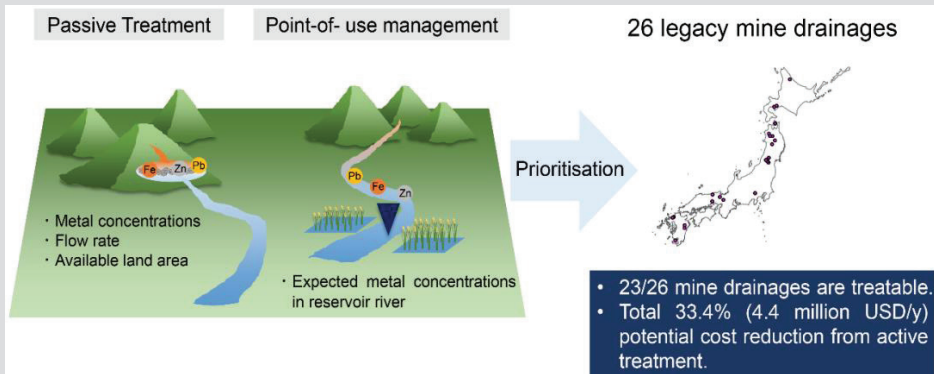 Passive Treatment
Point-of- use management
26 legacy mine drainages
Fe
Zn
Pb
· Metal concentrations
· Flow rate
· Available land area
Pb
Fe
Zn
· Expected metal concentrations
in reservoir river
Prioritisation
• 23/26 mine drainages are treatable.
• Total 33.4% (4.4 million USD/y)
potential cost reduction from active
treatment.